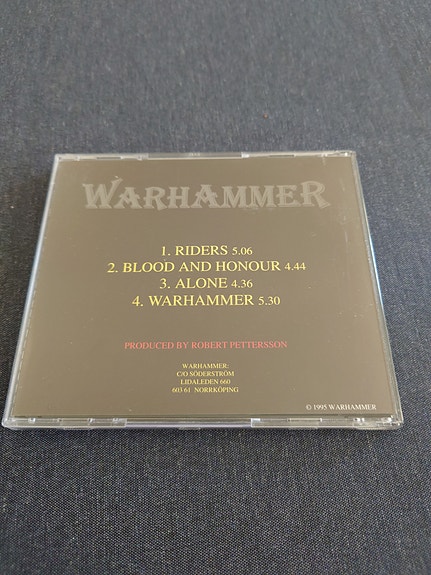 WARHAMMER
1. RIDERS 5.06
2. BLOOD AND HONOUR 4.44
3. ALONE 4.36
4. WARHAMMER 5.30
PRODUCED BY ROBERT PETTERSSON
WARHAMMER:
C/O SÖDERSTRÖM
LIDALEDEN 660
603 61 NORRKÖPING
© 1995 WARHAMMER